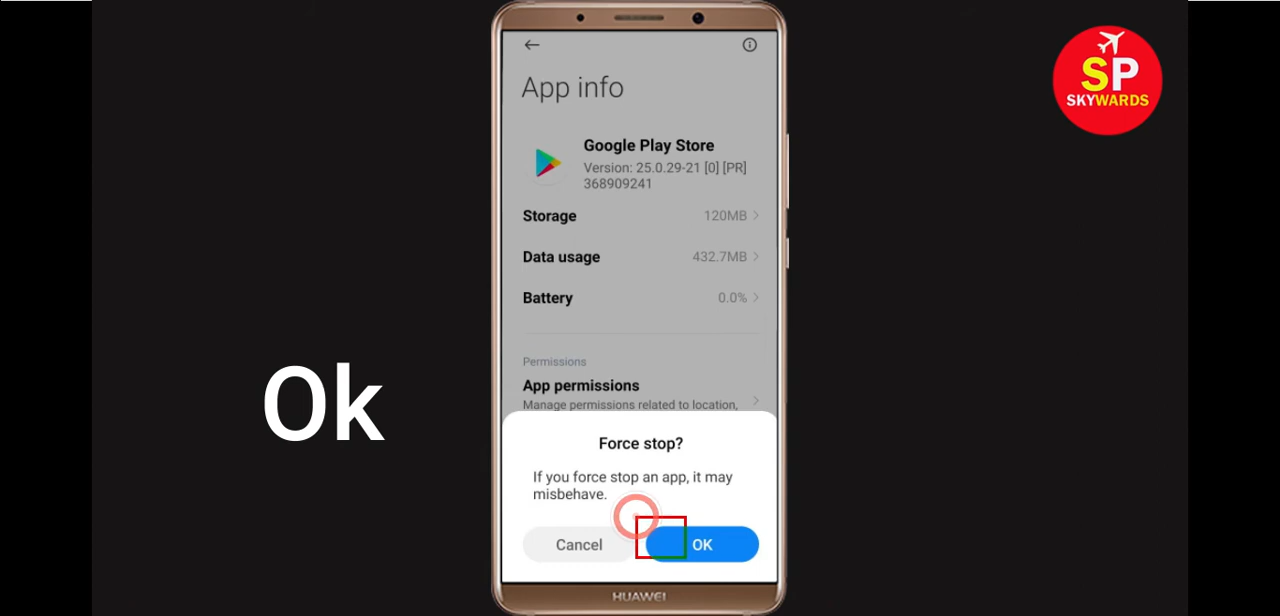 App info
Google Play Store
Version: 25.0.29-21 [0] [PR]
368909241
Storage 120MB
Data usage 432.7MB
Battery 0.0%
Permissions
App permissions
Manage permissions related to location,
Force stop?
If you force stop an app, it may
misbehave.
Cancel OK
HUAWEI
Ok
SP
SKYWARDS